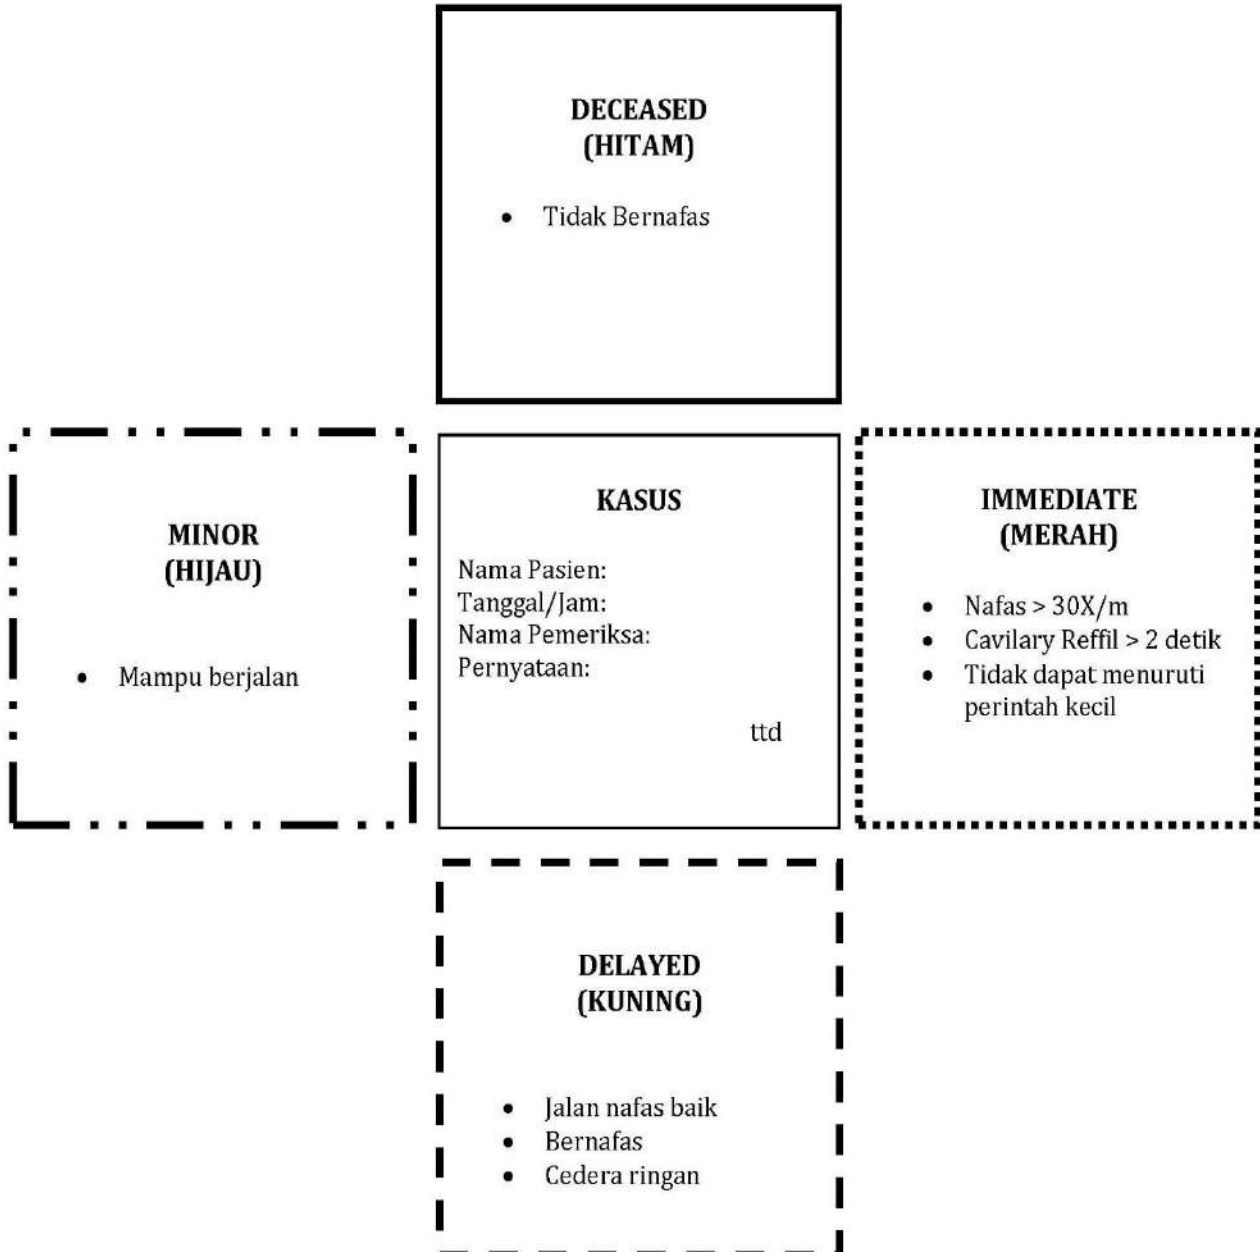 DECEASED
(HITAM)
• Tidak Bernafas
MINOR
(HIJAU)
• Mampu berjalan
KASUS
Nama Pasien:
Tanggal/Jam:
Nama Pemeriksa:
Pernyataan:
ttd
IMMEDIATE
(MERAH)
• Nafas > 30X/m
• Cavilary Reffil > 2 detik
• Tidak dapat menuruti
perintah kecil
DELAYED
(KUNING)
• Jalan nafas baik
• Bernafas
• Cedera ringan